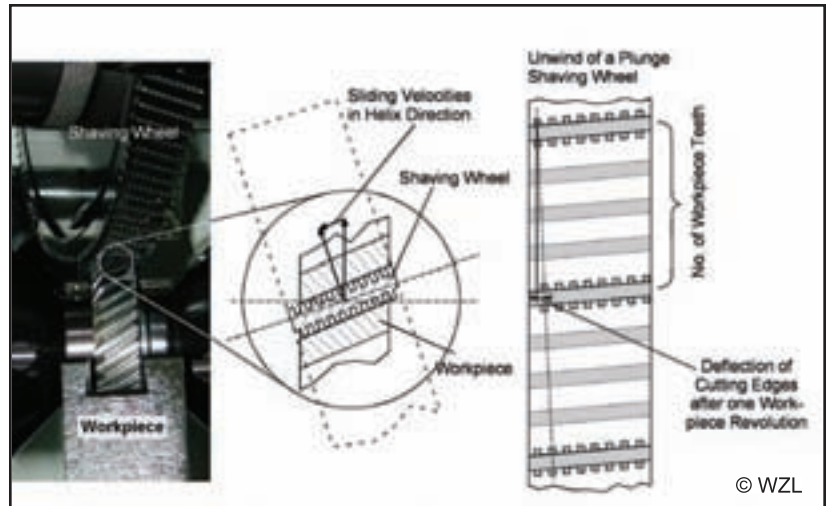 Shaving Wheel
Workpiece
Sliding Velocities
in Helix Direction
Shaving Wheel
Workpiece
Unwind of a Plunge
Shaving Wheel
No. of Workpiece Teeth
Deflection of
Cutting Edges
after one Work-
piece Revolution
© WZL